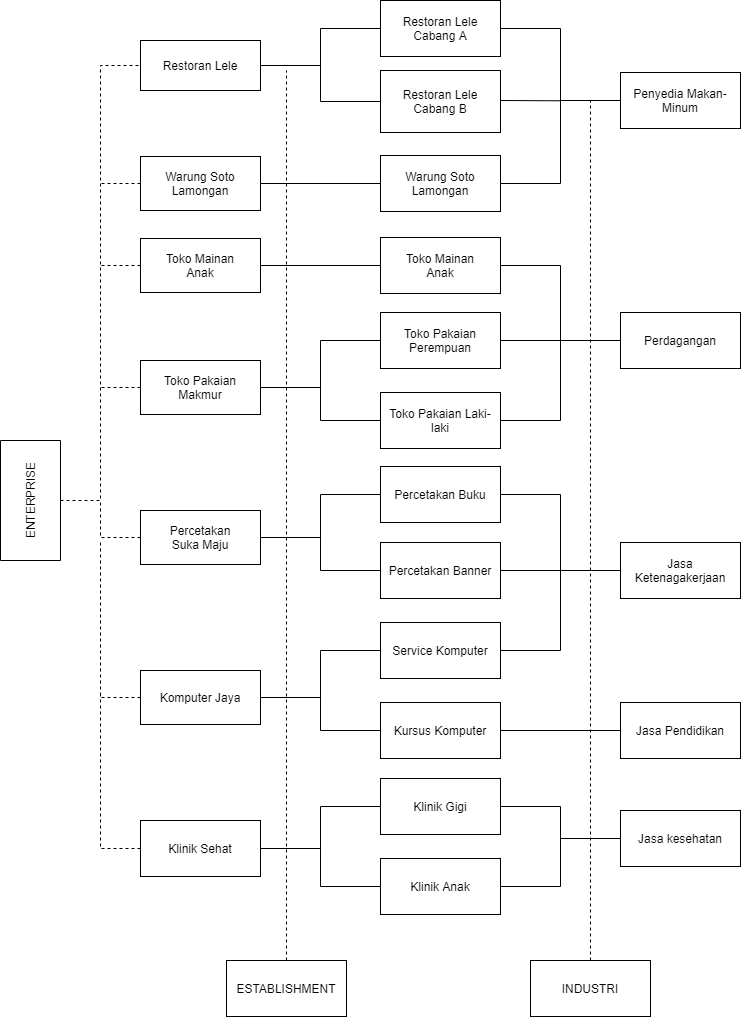 ENTERPRISE
Restoran Lele
Warung Soto
Lamongan
Toko Mainan
Anak
Toko Pakaian
Makmur
Percetakan
Suka Maju
Komputer Jaya
Klinik Sehat
Restoran Lele
Cabang A
Restoran Lele
Cabang B
Warung Soto
Lamongan
Toko Mainan
Anak
Toko Pakaian
Perempuan
Toko Pakaian Laki-
laki
Percetakan Buku
Percetakan Banner
Service Komputer
Kursus Komputer
Klinik Gigi
Klinik Anak
Penyedia Makan-
Minum
Perdagangan
Jasa
Ketenagakerjaan
Jasa Pendidikan
Jasa kesehatan
ESTABLISHMENT
INDUSTRI